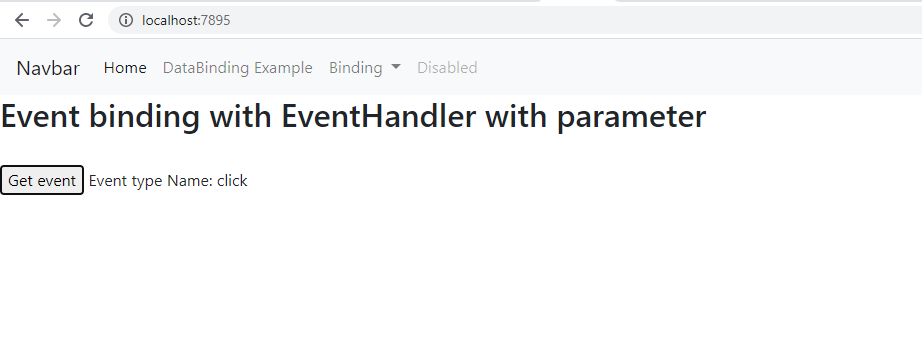 localhost:7895
Navbar Home DataBinding Example Binding Disabled
Event binding with EventHandler with parameter
Get event Event type Name: click